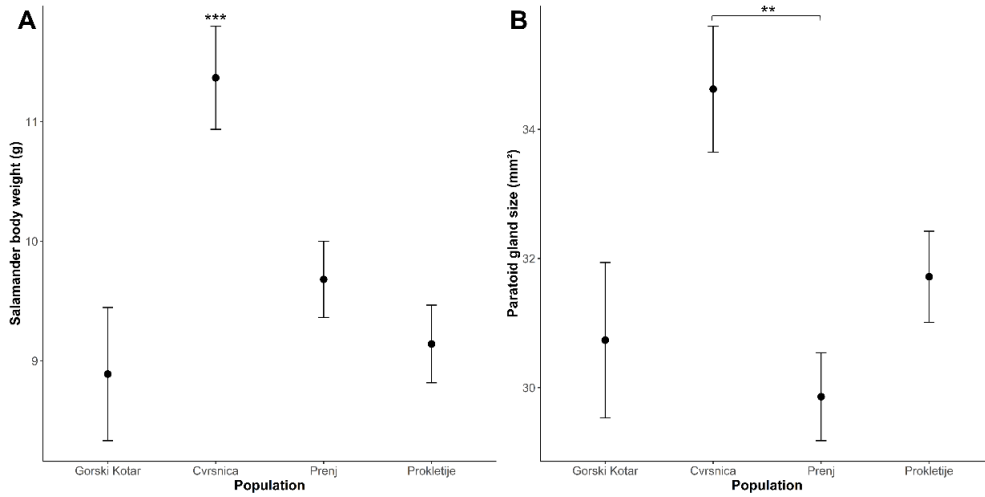 A
***
Salamander body weight (g)
11
10
9
Gorski Kotar
Cvrsnica
Prenj
Prokletije
Population
B
**
Paratoid gland size (mm²)
34
32
30
Gorski Kotar
Cvrsnica
Prenj
Prokletije
Population